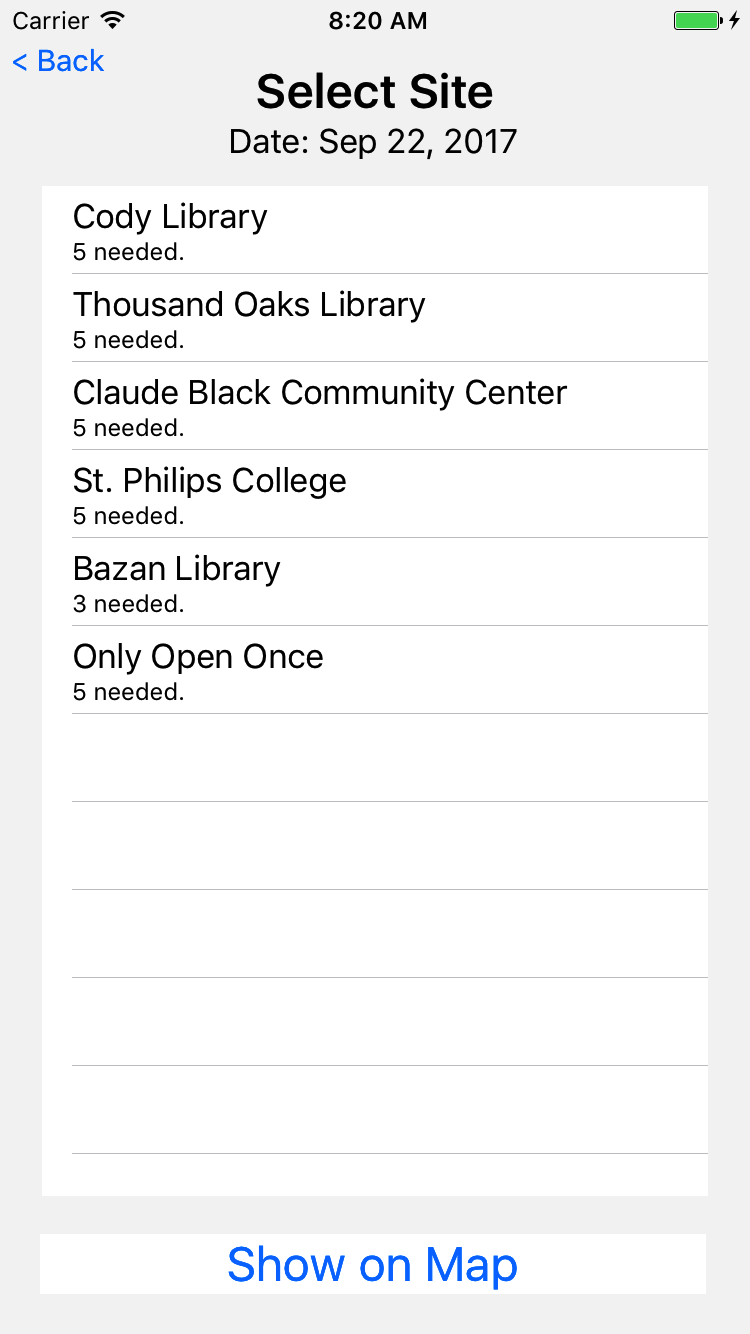 Carrier 8:20 AM
< Back
Select Site
Date: Sep 22, 2017
Cody Library
5 needed.
Thousand Oaks Library
5 needed.
Claude Black Community Center
5 needed.
St. Philips College
5 needed.
Bazan Library
3 needed.
Only Open Once
5 needed.
Show on Map